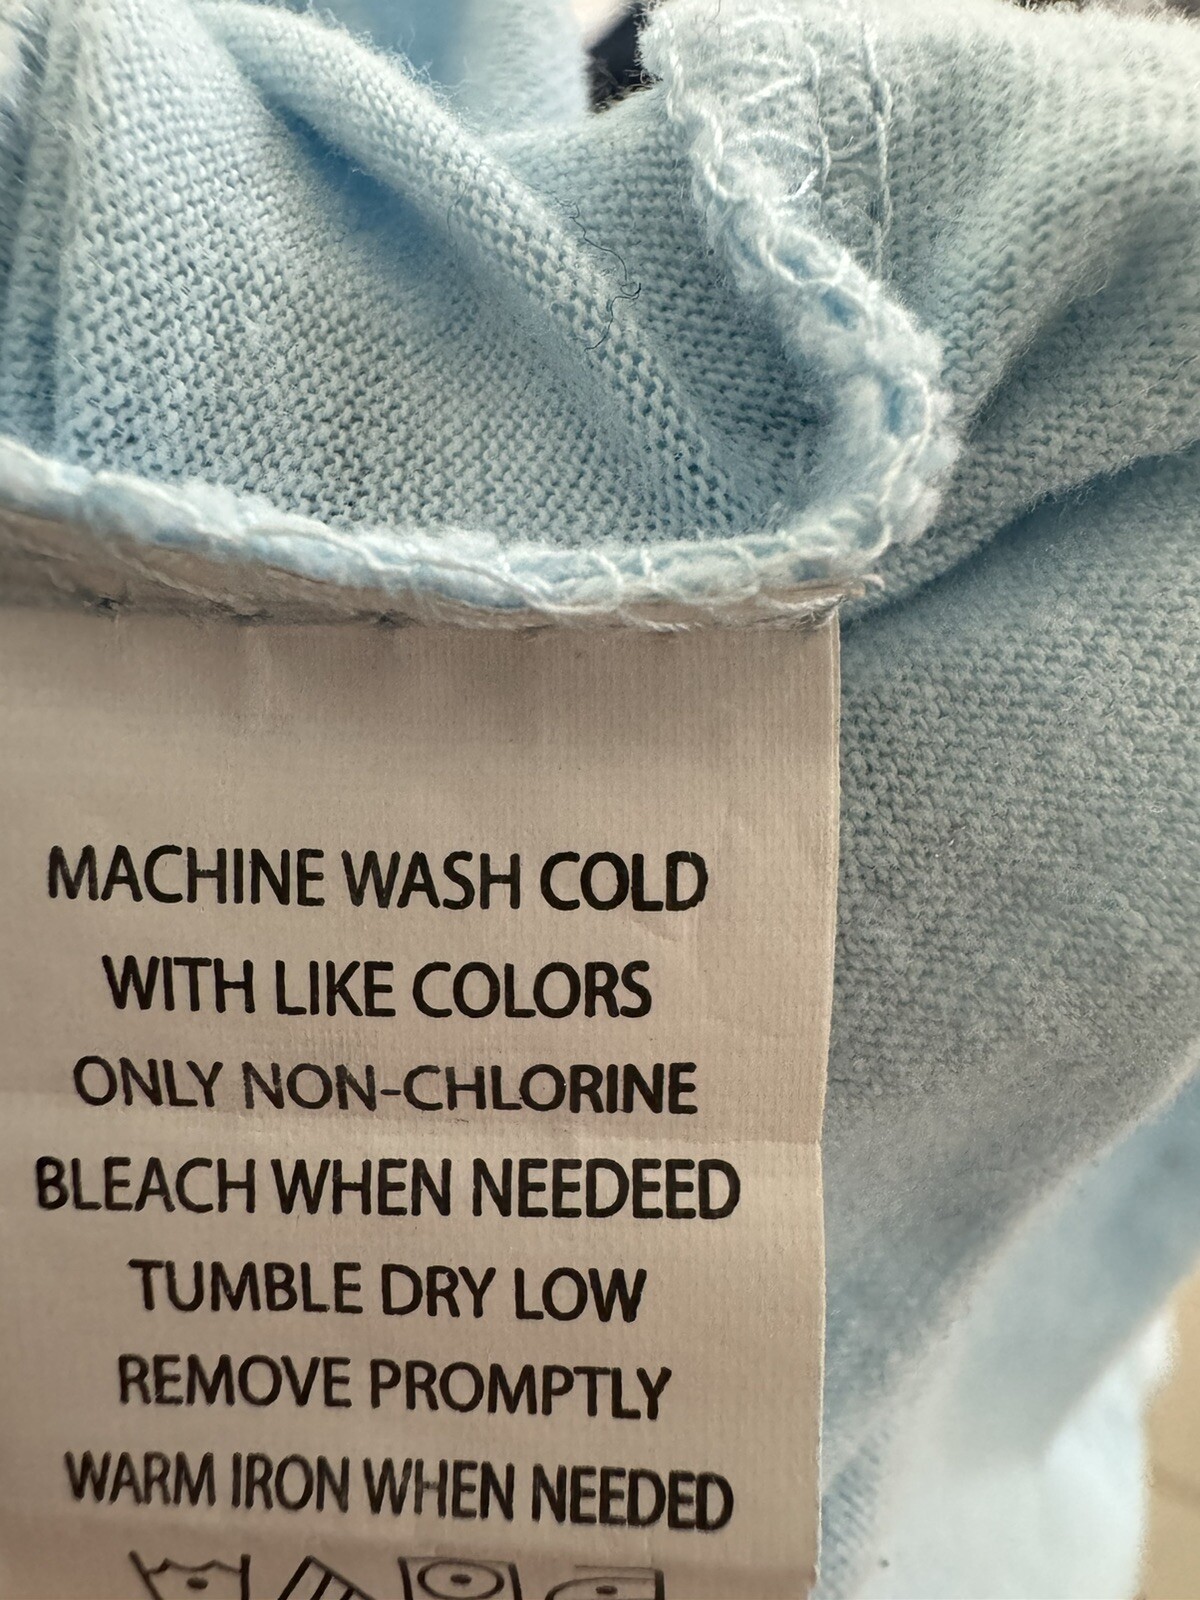 MACHINE WASH COLD
WITH LIKE COLORS
ONLY NON-CHLORINE
BLEACH WHEN NEEDEED
TUMBLE DRY LOW
REMOVE PROMPTLY
WARM IRON WHEN NEEDED